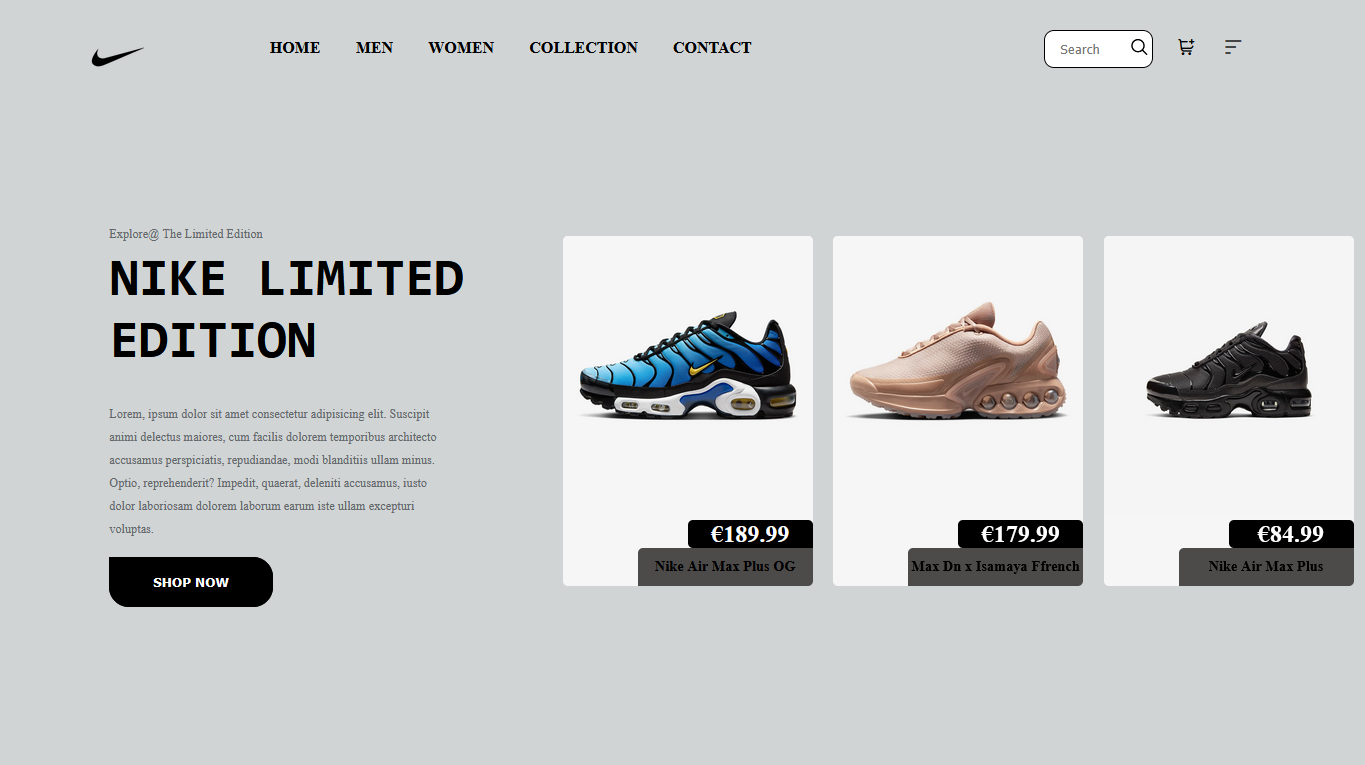 HOME MEN WOMEN COLLECTION CONTACT
Search
Explore@ The Limited Edition
NIKE LIMITED
EDITION
Lorem, ipsum dolor sit amet consectetur adipisicing elit. Suscipit
animi delectus maiores, cum facilis dolorem temporibus architecto
accusamus perspiciatis, repudiandae, modi blanditiis ullam minus.
Optio, reprehenderit? Impedit, quaerat, deleniti accusamus, iusto
dolor laboriosam dolorem laborum earum iste ullam excepturi
voluptas.
SHOP NOW
€189.99
Nike Air Max Plus OG
€179.99
Max Dn x Isamaya Ffrench
€84.99
Nike Air Max Plus